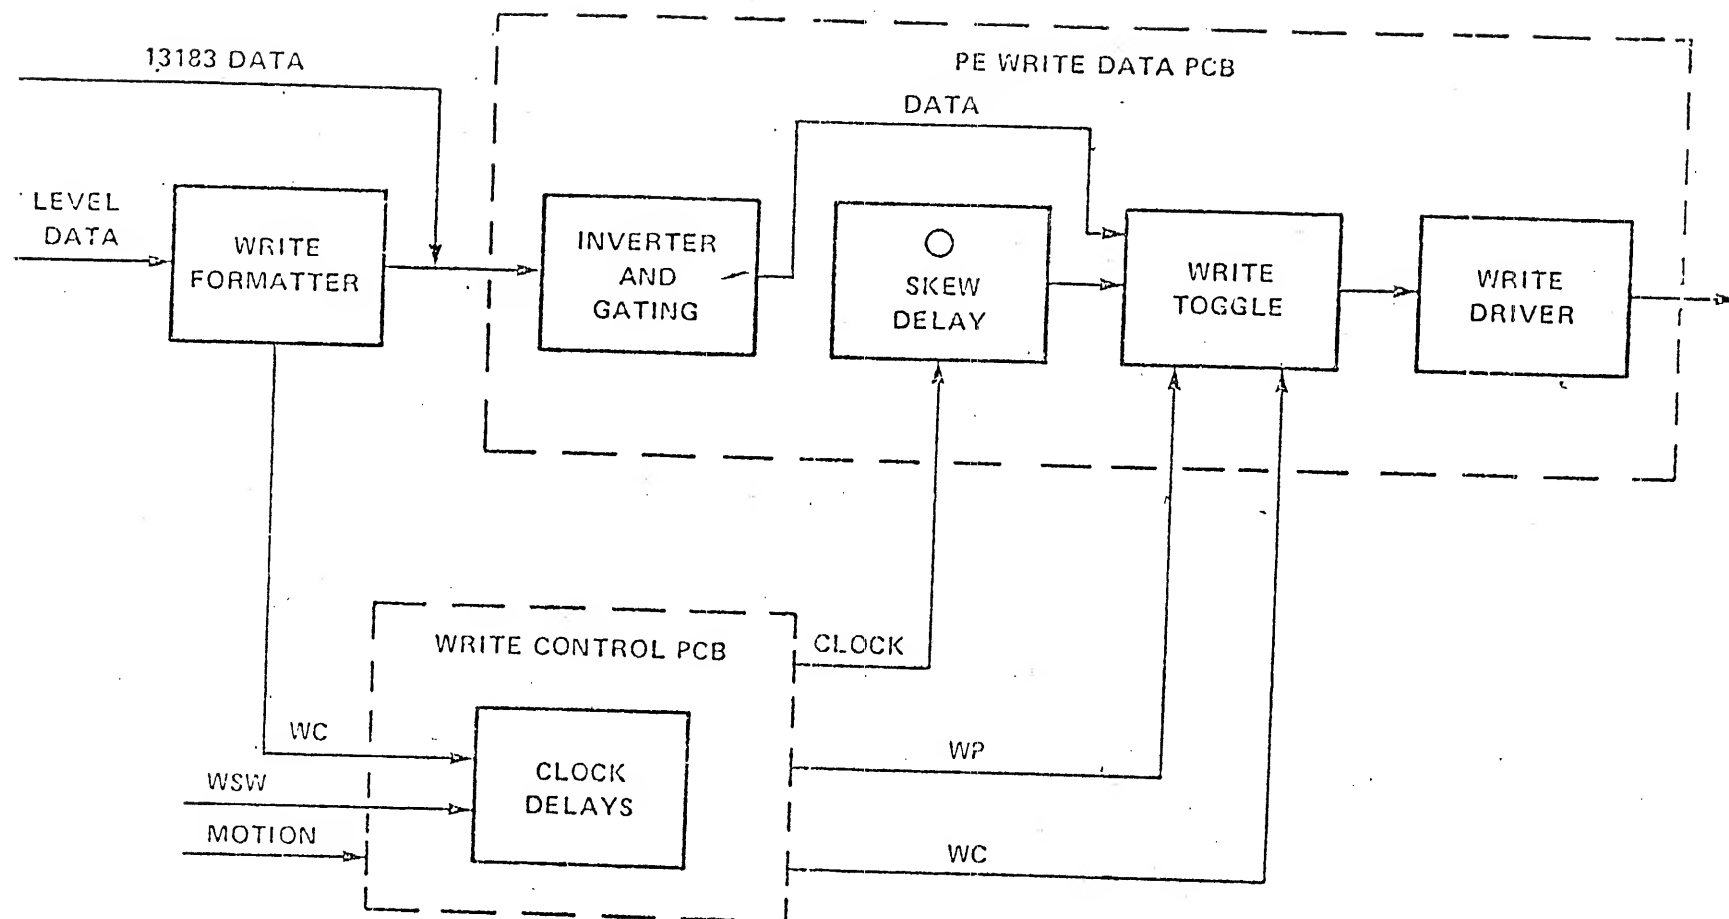 13183 DATA
PE WRITE DATA PCB
DATA
LEVEL
DATA
WRITE
FORMATTER
INVERTER
AND
GATING
SKEW
DELAY
WRITE
TOGGLE
WRITE
DRIVER
WRITE CONTROL PCB
CLOCK
WC
WP
WSW
CLOCK
DELAYS
MOTION
WC